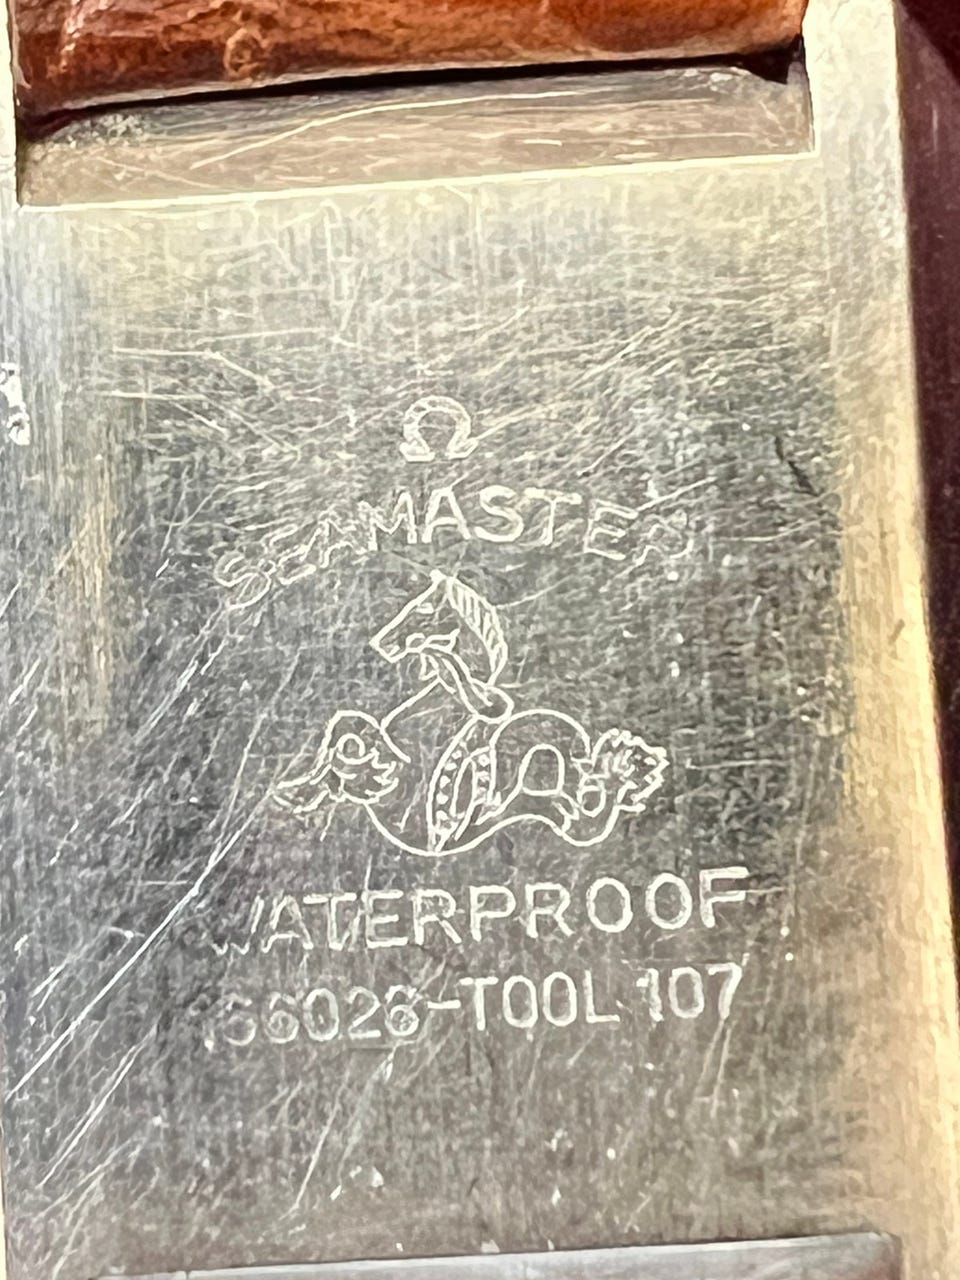 Ω
SEAMASTER
WATERPROOF
166026-TOOL 107